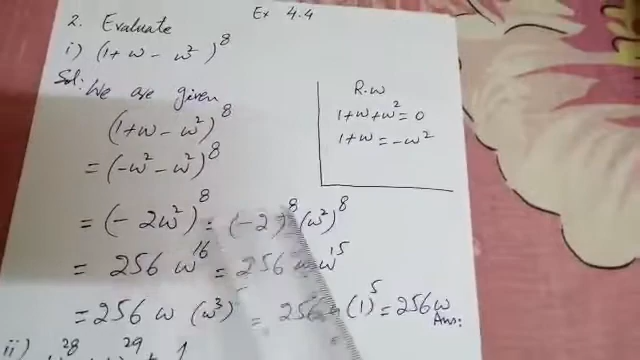 Ex 4.4
2. Evaluate
i) (1+ω - ω²)⁸
Sol: We are given
(1+ω - ω²)⁸
= (-ω² - ω²)⁸
= (-2ω²)⁸ = (-2)⁸ (ω²)⁸
= 256 ω¹⁶ = 256 ω ω¹⁵
= 256 ω (ω³)⁵ = 256 ω (1)⁵ = 256ω
Ans:
R.w
1+ω+ω² = 0
1+ω = -ω²
ii)